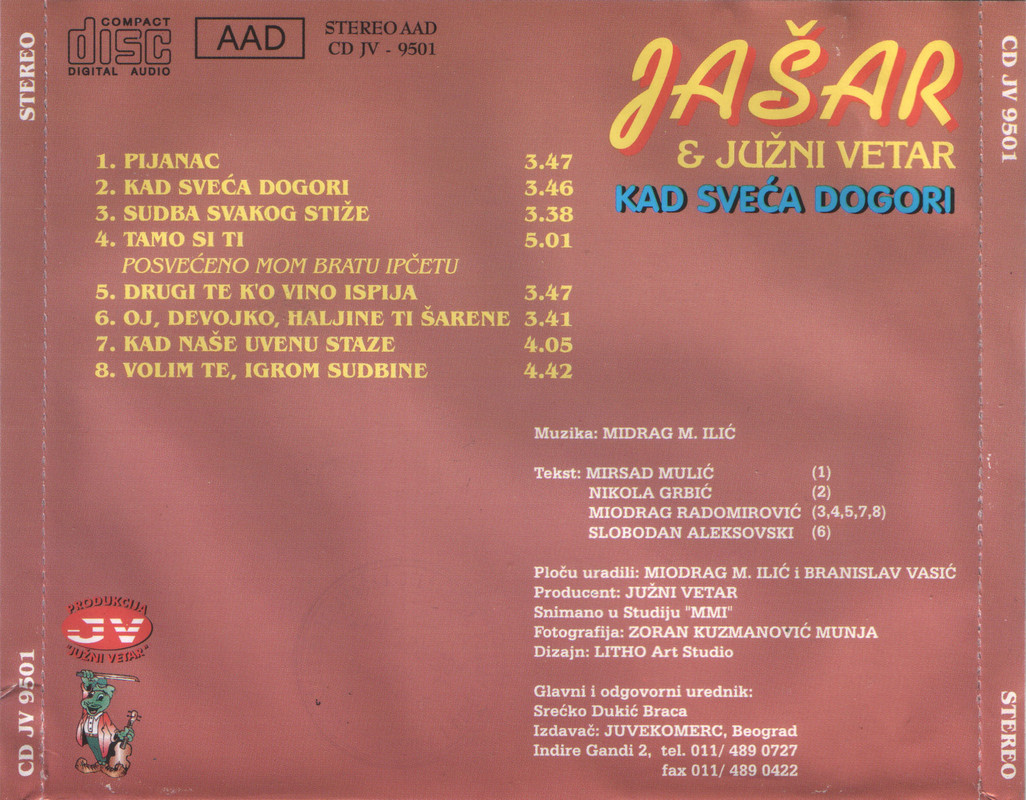 STEREO
CD JV 9501
COMPACT
disc
DIGITAL AUDIO
AAD
STEREO AAD
CD JV - 9501
JAŠAR
& JUŽNI VETAR
KAD SVEĆA DOGORI
1. PIJANAC 3.47
2. KAD SVEĆA DOGORI 3.46
3. SUDBA SVAKOG STIŽE 3.38
4. TAMO SI TI 5.01
POSVEĆENO MOM BRATU IPČETU
5. DRUGI TE K'O VINO ISPIJA 3.47
6. OJ, DEVOJKO, HALJINE TI ŠARENE 3.41
7. KAD NAŠE UVENU STAZE 4.05
8. VOLIM TE, IGROM SUDBINE 4.42
Muzika: MIDRAG M. ILIĆ
Tekst: MIRSAD MULIĆ (1)
NIKOLA GRBIĆ (2)
MIODRAG RADOMIROVIĆ (3,4,5,7,8)
SLOBODAN ALEKSOVSKI (6)
Ploču uradili: MIODRAG M. ILIĆ i BRANISLAV VASIĆ
Producent: JUŽNI VETAR
Snimano u Studiju "MMI"
Fotografija: ZORAN KUZMANOVIĆ MUNJA
Dizajn: LITHO Art Studio
Glavni i odgovorni urednik:
Srećko Dukić Braca
Izdavač: JUVEKOMERC, Beograd
Indire Gandi 2, tel. 011/ 489 0727
fax 011/ 489 0422
PRODUKCIJA
JV
"JUŽNI VETAR"
CD JV 9501
STEREO